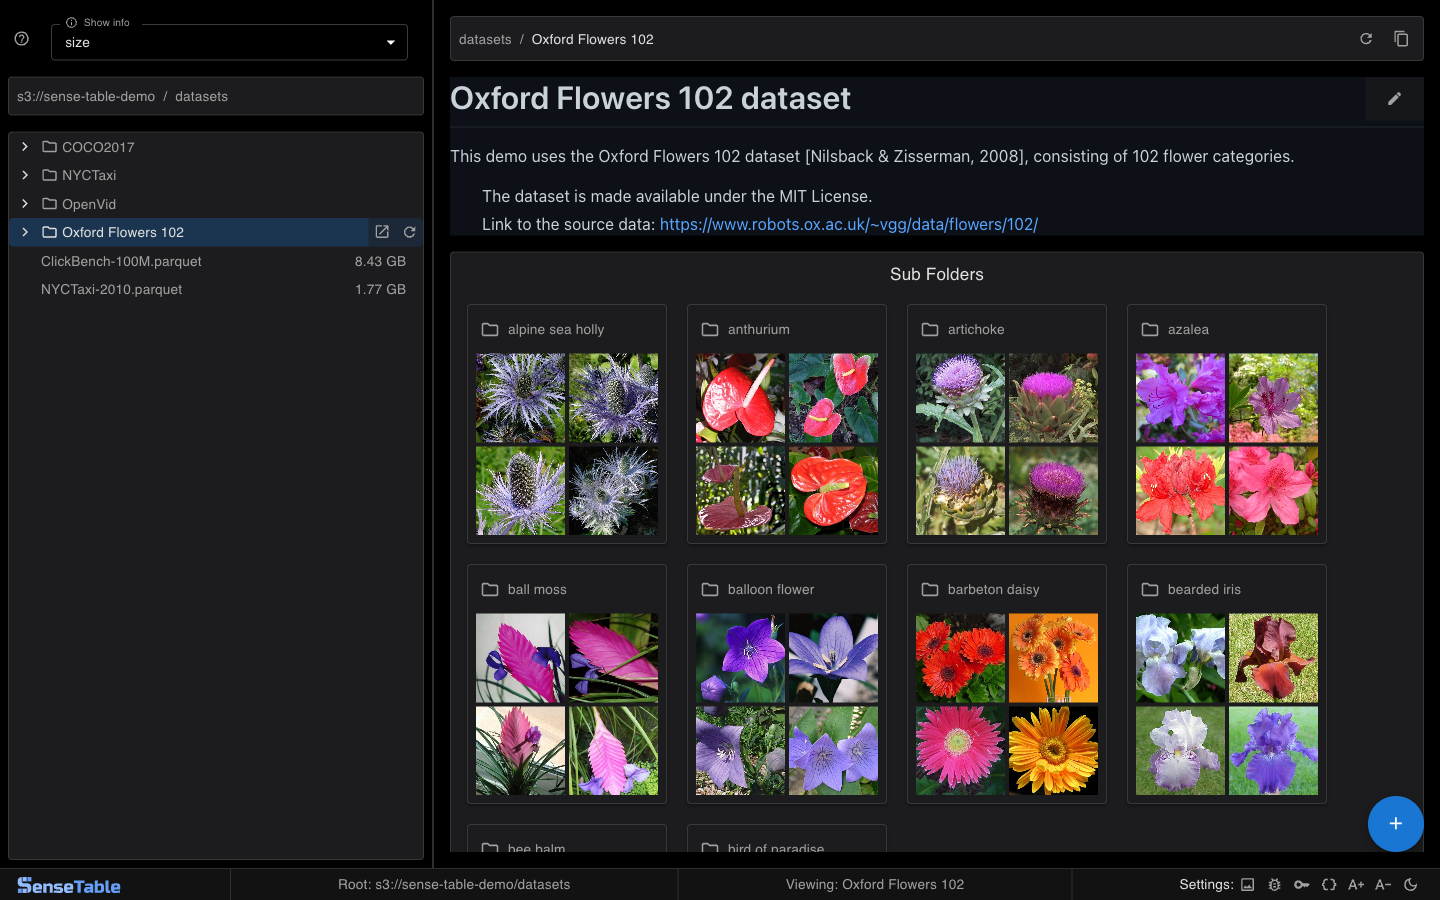 Show info
size
s3://sense-table-demo / datasets
COCO2017
NYCTaxi
OpenVid
Oxford Flowers 102
ClickBench-100M.parquet 8.43 GB
NYCTaxi-2010.parquet 1.77 GB
datasets / Oxford Flowers 102
Oxford Flowers 102 dataset
This demo uses the Oxford Flowers 102 dataset [Nilsback & Zisserman, 2008], consisting of 102 flower categories.
The dataset is made available under the MIT License.
Link to the source data: https://www.robots.ox.ac.uk/~vgg/data/flowers/102/
Sub Folders
alpine sea holly
anthurium
artichoke
azalea
ball moss
balloon flower
barbeton daisy
bearded iris
bee balm
bird of paradise
SenseTable
Root: s3://sense-table-demo/datasets
Viewing: Oxford Flowers 102
Settings: A+ A-